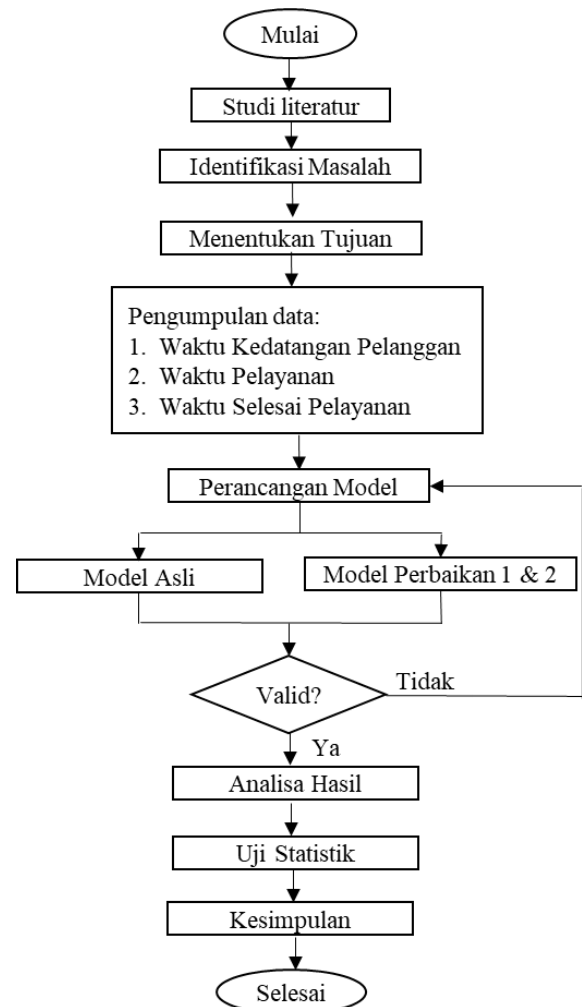 Mulai
Studi literatur
Identifikasi Masalah
Menentukan Tujuan
Pengumpulan data:
1. Waktu Kedatangan Pelanggan
2. Waktu Pelayanan
3. Waktu Selesai Pelayanan
Perancangan Model
Model Asli
Model Perbaikan 1 & 2
Valid?
Tidak
Ya
Analisa Hasil
Uji Statistik
Kesimpulan
Selesai